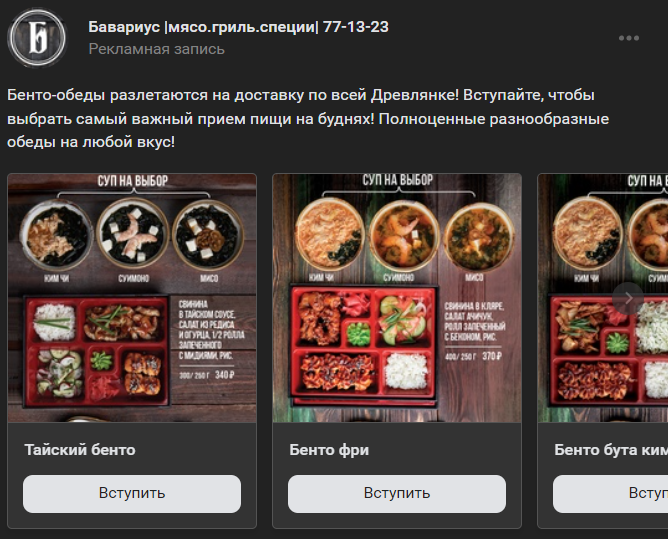 Б
Бавариус |мясо.гриль.специи| 77-13-23
Рекламная запись
Бенто-обеды разлетаются на доставку по всей Древлянке! Вступайте, чтобы
выбрать самый важный прием пищи на буднях! Полноценные разнообразные
обеды на любой вкус!
СУП НА ВЫБОР
КИМ ЧИ
СУИМОНО
МИСО
СВИНИНА
В ТАЙСКОМ СОУСЕ,
САЛАТ ИЗ РЕДИСА
И ОГУРЦА, 1/2 РОЛЛА
ЗАПЕЧЕННОГО
С МИДИЯМИ, РИС.
300/250 Г 340 ₽
Тайский бенто
Вступить
СУП НА ВЫБОР
КИМ ЧИ
СУИМОНО
МИСО
СВИНИНА В КЛЯРЕ,
САЛАТ АЧИЧУК,
РОЛЛ ЗАПЕЧЕННЫЙ
С БЕКОНОМ, РИС.
400/250 Г 370 ₽
Бенто фри
Вступить
СУП НА В
КИМ ЧИ
СУИМ
Бенто бута ким
Вступ